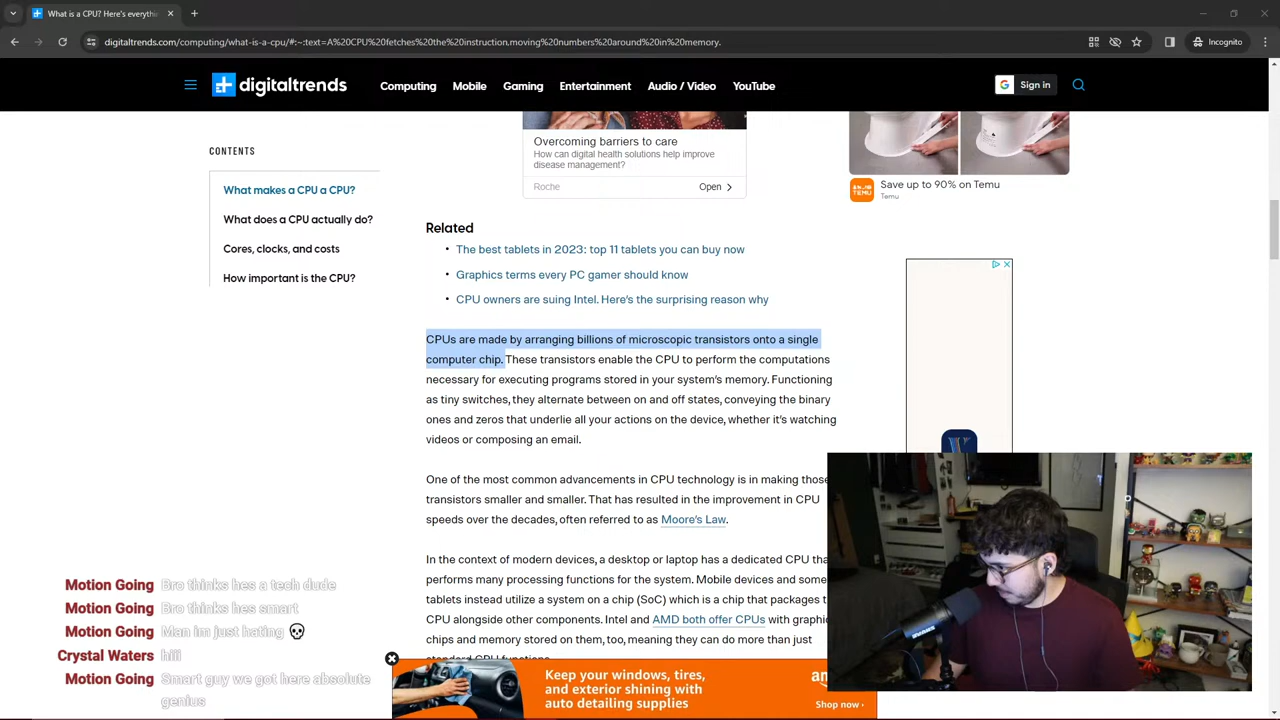 What is a CPU? Here's everythi
digitaltrends.com/computing/what-is-a-cpu/#:~:text=A%20CPU%20fetches%20the%20instruction,moving%20numbers%20around%20in%20memory.
Incognito
digitaltrends
Computing
Mobile
Gaming
Entertainment
Audio / Video
YouTube
Sign in
CONTENTS
What makes a CPU a CPU?
What does a CPU actually do?
Cores, clocks, and costs
How important is the CPU?
Overcoming barriers to care
How can digital health solutions help improve
disease management?
Roche
Open
Save up to 90% on Temu
Temu
TEMU
Related
• The best tablets in 2023: top 11 tablets you can buy now
• Graphics terms every PC gamer should know
• CPU owners are suing Intel. Here's the surprising reason why
CPUs are made by arranging billions of microscopic transistors onto a single
computer chip. These transistors enable the CPU to perform the computations
necessary for executing programs stored in your system's memory. Functioning
as tiny switches, they alternate between on and off states, conveying the binary
ones and zeros that underlie all your actions on the device, whether it's watching
videos or composing an email.
One of the most common advancements in CPU technology is in making those
transistors smaller and smaller. That has resulted in the improvement in CPU
speeds over the decades, often referred to as Moore's Law.
In the context of modern devices, a desktop or laptop has a dedicated CPU tha
performs many processing functions for the system. Mobile devices and some
tablets instead utilize a system on a chip (SoC) which is a chip that packages t
CPU alongside other components. Intel and AMD both offer CPUs with graphic
chips and memory stored on them, too, meaning they can do more than just
standard CPU functions.
Motion Going Bro thinks hes a tech dude
Motion Going Bro thinks hes smart
Motion Going Man im just hating 💀
Crystal Waters hiii
Motion Going Smart guy we got here absolute
genius
Keep your windows, tires,
and exterior shining with
auto detailing supplies
am
Shop now ›